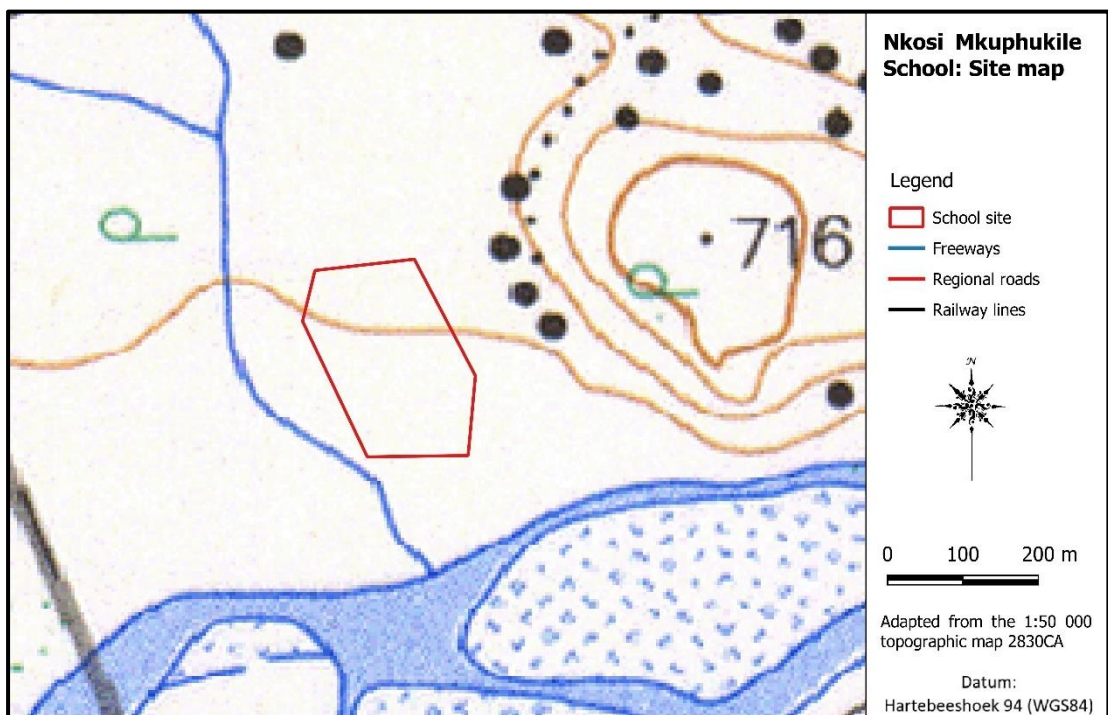 716
Nkosi Mkuphukile
School: Site map
Legend
School site
Freeways
Regional roads
Railway lines
N
0 100 200 m
Adapted from the 1:50 000
topographic map 2830CA
Datum:
Hartebeeshoek 94 (WGS84)